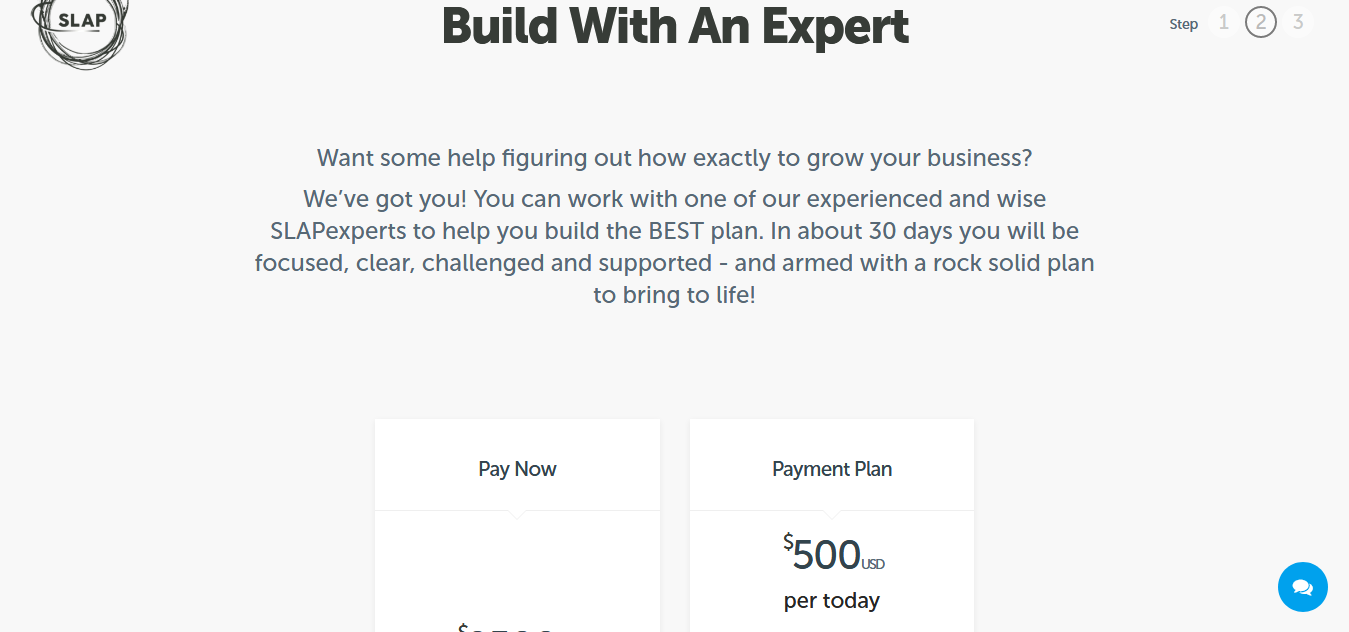 SLAP
Build With An Expert
Step 1 2 3
Want some help figuring out how exactly to grow your business?
We’ve got you! You can work with one of our experienced and wise
SLAPexperts to help you build the BEST plan. In about 30 days you will be
focused, clear, challenged and supported - and armed with a rock solid plan
to bring to life!
Pay Now
Payment Plan
$500USD
per today